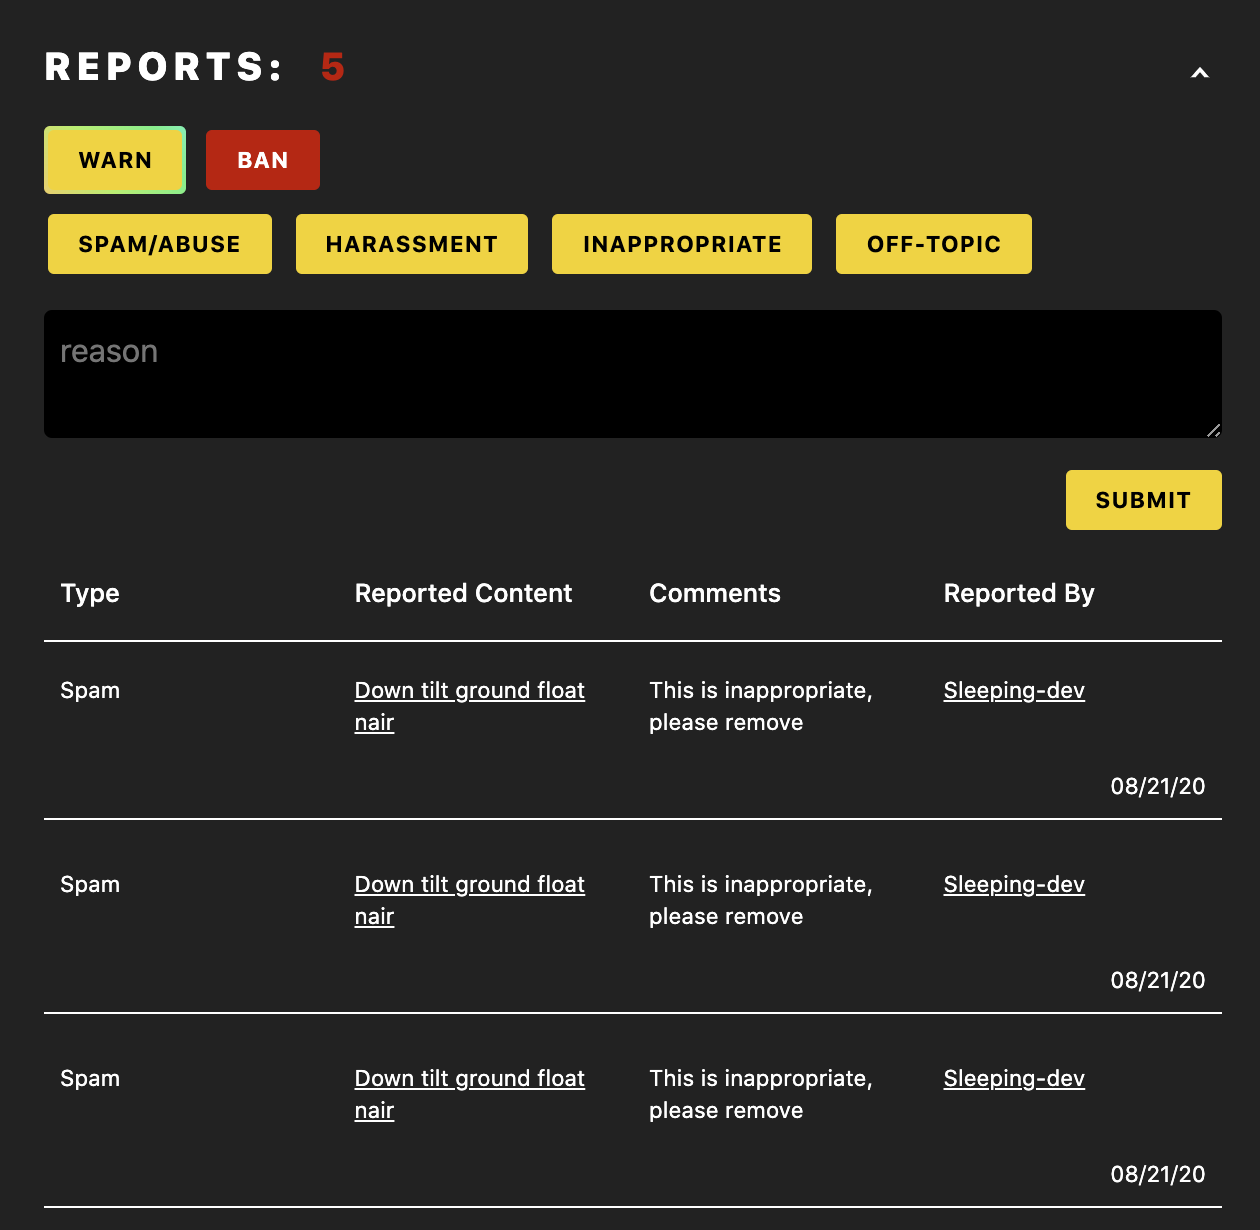 REPORTS: 5
WARN BAN
SPAM/ABUSE HARASSMENT INAPPROPRIATE OFF-TOPIC
reason
SUBMIT
Type Reported Content Comments Reported By
Spam Down tilt ground float This is inappropriate, Sleeping-dev
nair please remove
08/21/20
Spam Down tilt ground float This is inappropriate, Sleeping-dev
nair please remove
08/21/20
Spam Down tilt ground float This is inappropriate, Sleeping-dev
nair please remove
08/21/20